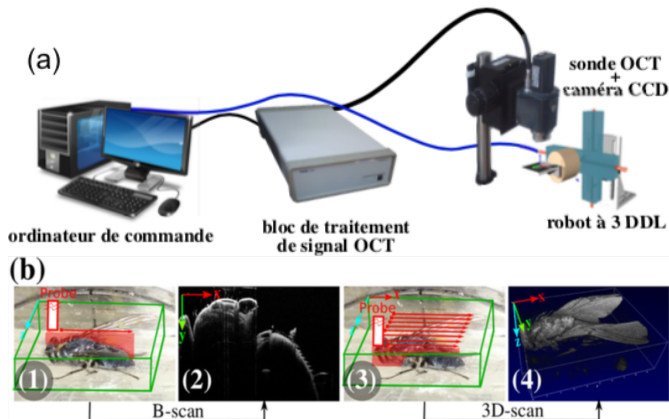 (a)
sonde OCT
+
caméra CCD
ordinateur de commande
bloc de traitement
de signal OCT
robot à 3 DDL
(b)
Probe
x
(1)
x
y
(2)
B-scan
Probe
x
(3)
x
y
z
(4)
3D-scan